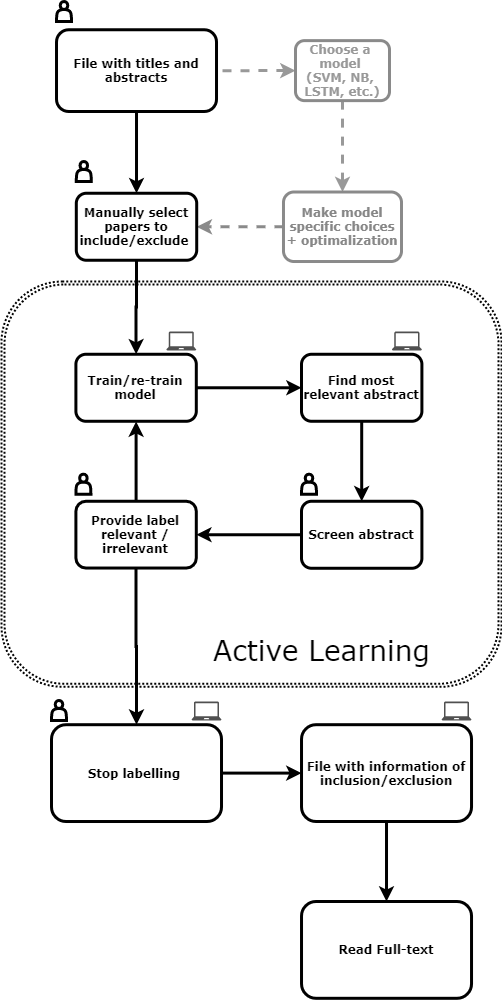 File with titles and
abstracts
Choose a
model
(SVM, NB,
LSTM, etc.)
Manually select
papers to
include/exclude
Make model
specific choices
+ optimalization
Train/re-train
model
Find most
relevant abstract
Provide label
relevant /
irrelevant
Screen abstract
Active Learning
Stop labelling
File with information of
inclusion/exclusion
Read Full-text